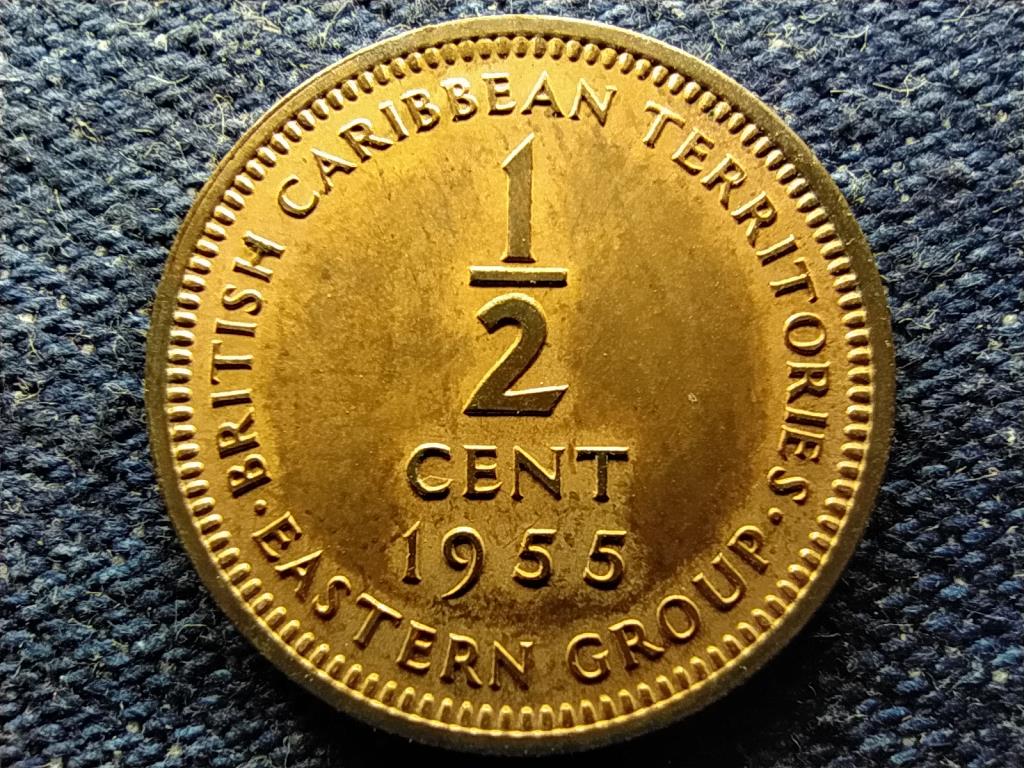 BRITISH CARIBBEAN TERRITORIES
1
2
CENT
1955
· EASTERN GROUP ·